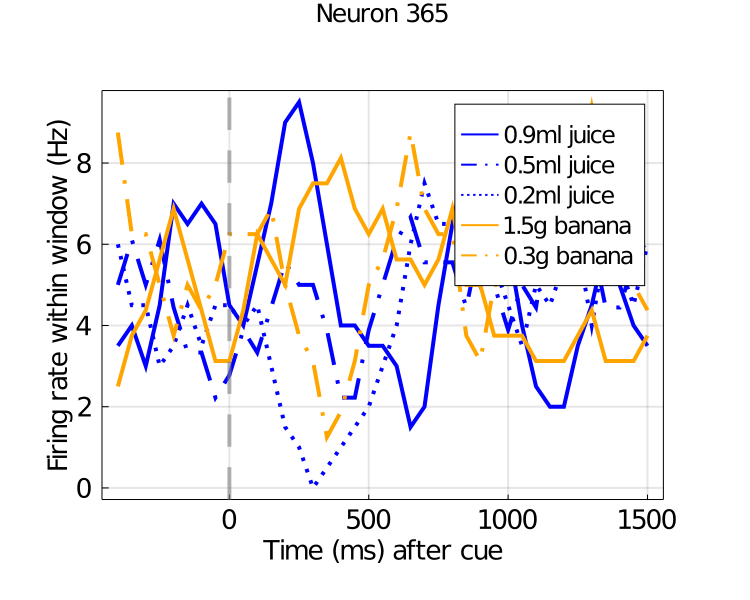 Neuron 365
Firing rate within window (Hz)
8
6
4
2
0
0.9ml juice
0.5ml juice
0.2ml juice
1.5g banana
0.3g banana
0 500 1000 1500
Time (ms) after cue